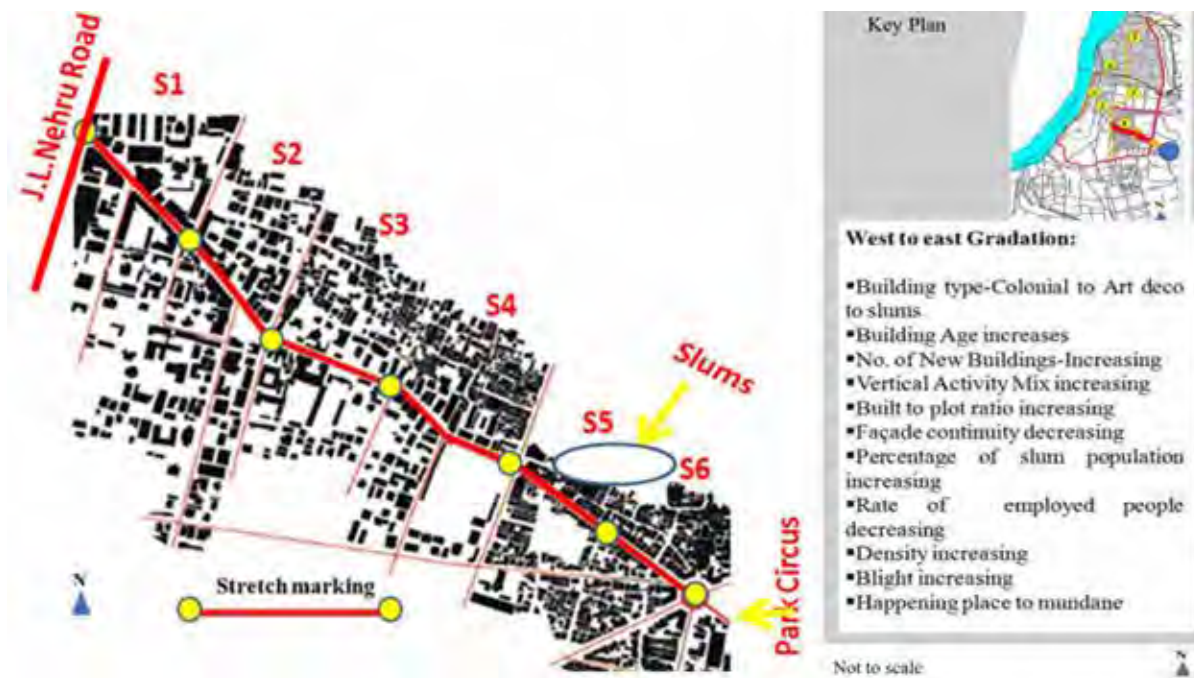 J.L.Nehru Road
S1
S2
S3
S4
Slums
S5
S6
Park Circus
N
Stretch marking
Key Plan
West to east Gradation:
▪Building type-Colonial to Art deco
to slums
▪Building Age increases
▪No. of New Buildings-Increasing
▪Vertical Activity Mix increasing
▪Built to plot ratio increasing
▪Façade continuity decreasing
▪Percentage of slum population
increasing
▪Rate of employed people
decreasing
▪Density increasing
▪Blight increasing
▪Happening place to mundane
Not to scale
N